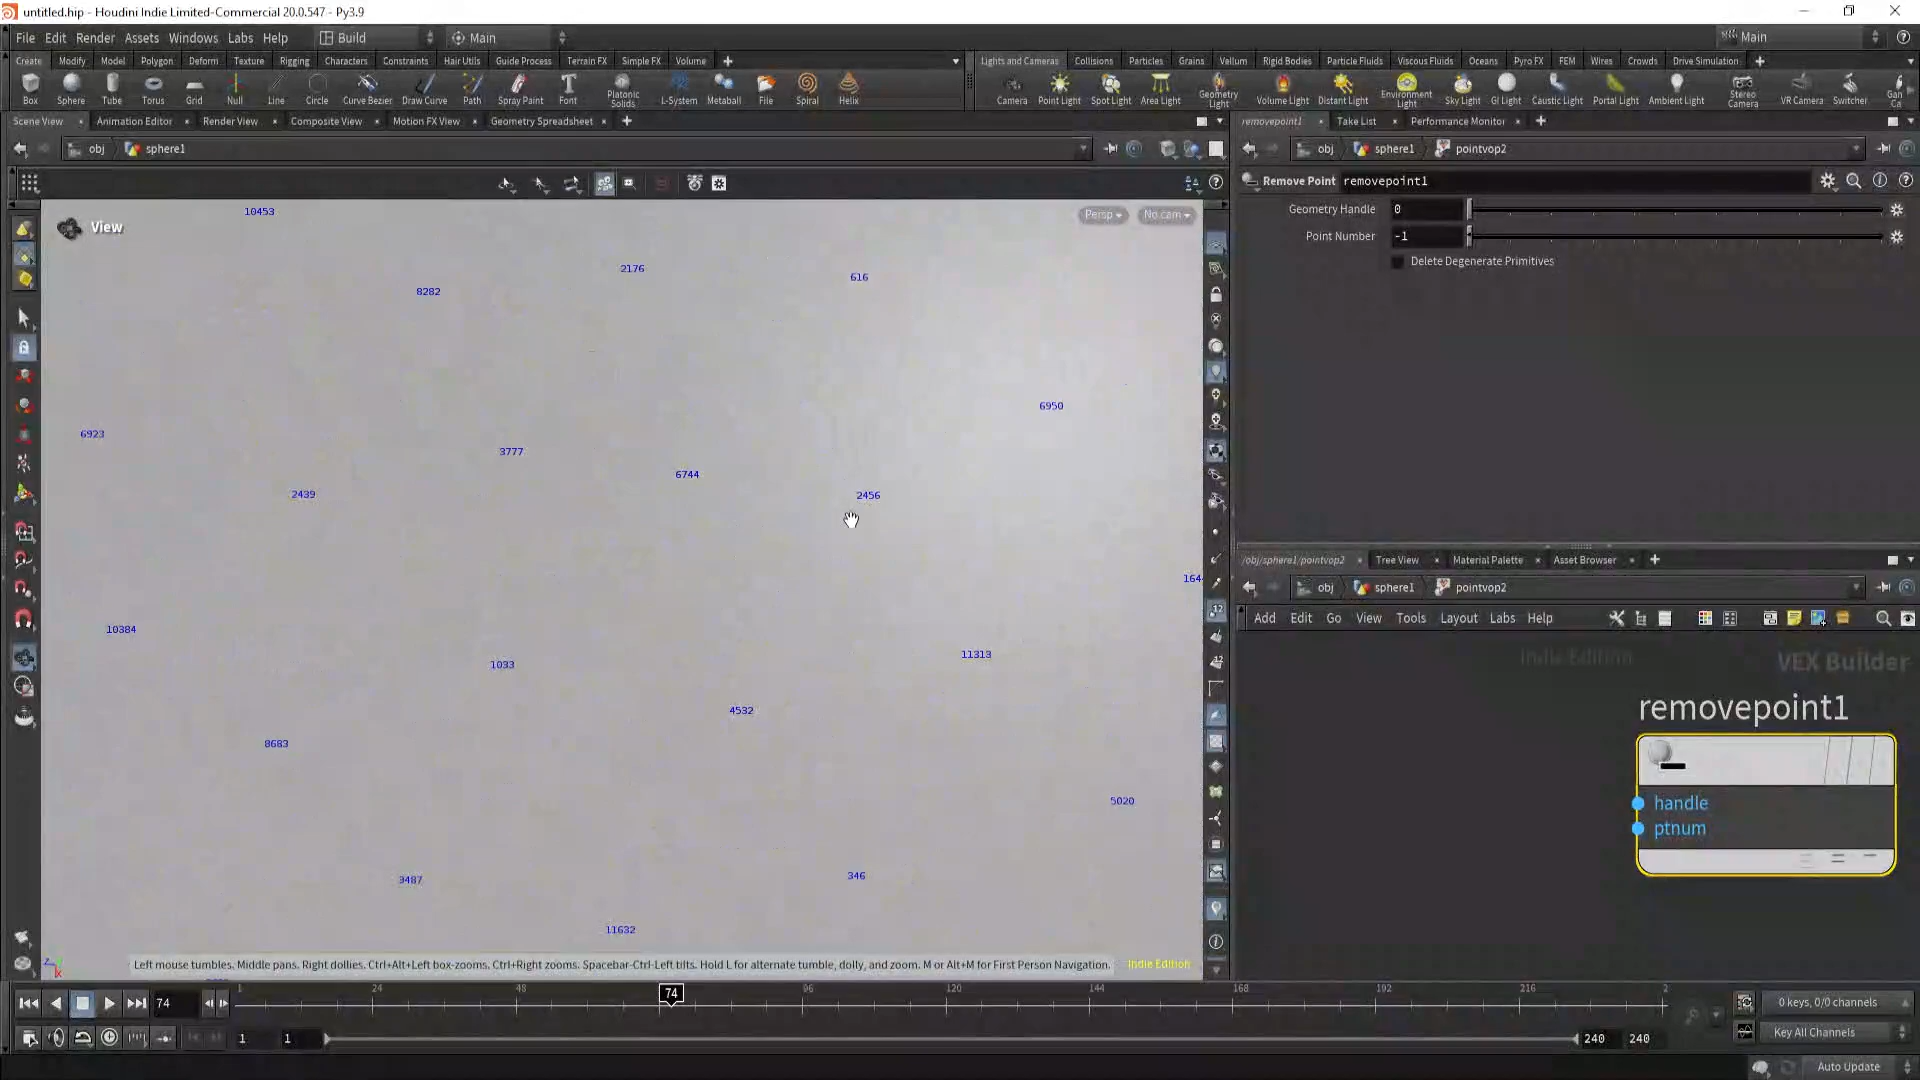 untitled.hip - Houdini Indie Limited-Commercial 20.0.547 - Py3.9
File Edit Render Assets Windows Labs Help Build Main Main
Create Modify Model Polygon Deform Texture Rigging Characters Constraints Hair Utils Guide Process Terrain FX Simple FX Volume
Lights and Cameras Collisions Particles Grains Vellum Rigid Bodies Particle Fluids Viscous Fluids Oceans Pyro FX FEM Wires Crowds Drive Simulation
Box Sphere Tube Torus Grid Null Line Circle Curve Bezier Draw Curve Path Spray Paint Font Platonic Solids L-System Metaball File Spiral Helix
Camera Point Light Spot Light Area Light Geometry Light Volume Light Distant Light Environment Light Sky Light GI Light Caustic Light Portal Light Ambient Light Stereo Camera VR Camera Switcher Gan Ca
Scene View Animation Editor Render View Composite View Motion FX View Geometry Spreadsheet
removepoint1 Take List Performance Monitor
obj sphere1
obj sphere1 pointvop2
Remove Point removepoint1
Geometry Handle 0
Point Number -1
Delete Degenerate Primitives
View
Persp No cam
10453
2176
616
8282
6950
6923
3777
6744
2439
2456
164
10384
1033
11313
4532
8683
5020
3487
346
11632
Left mouse tumbles. Middle pans. Right dollies. Ctrl+Alt+Left box-zooms. Ctrl+Right zooms. Spacebar-Ctrl-Left tilts. Hold L for alternate tumble, dolly, and zoom. M or Alt+M for First Person Navigation.
Indie Edition
/obj/sphere1/pointvop2 Tree View Material Palette Asset Browser
obj sphere1 pointvop2
Add Edit Go View Tools Layout Labs Help
Indie Edition
VEX Builder
removepoint1
handle
ptnum
74
1 24 48 74 96 120 144 168 192 216 2
0 keys, 0/0 channels
1 1 240 240
Key All Channels
Auto Update